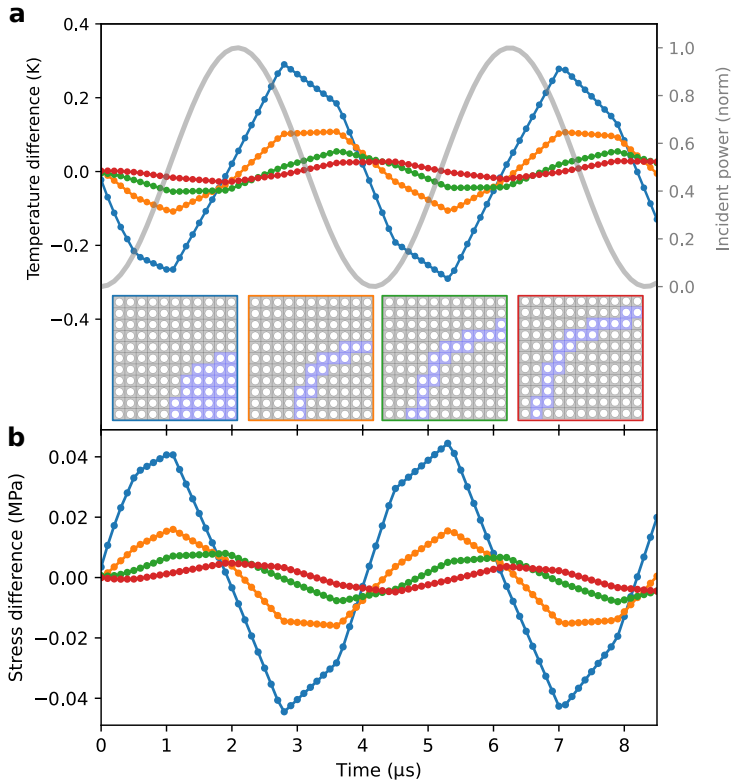 a
0.4
0.2
0.0
−0.2
−0.4
Temperature difference (K)
1.0
0.8
0.6
0.4
0.2
0.0
Incident power (norm)
b
0.04
0.02
0.00
−0.02
−0.04
Stress difference (MPa)
0 1 2 3 4 5 6 7 8
Time (μs)